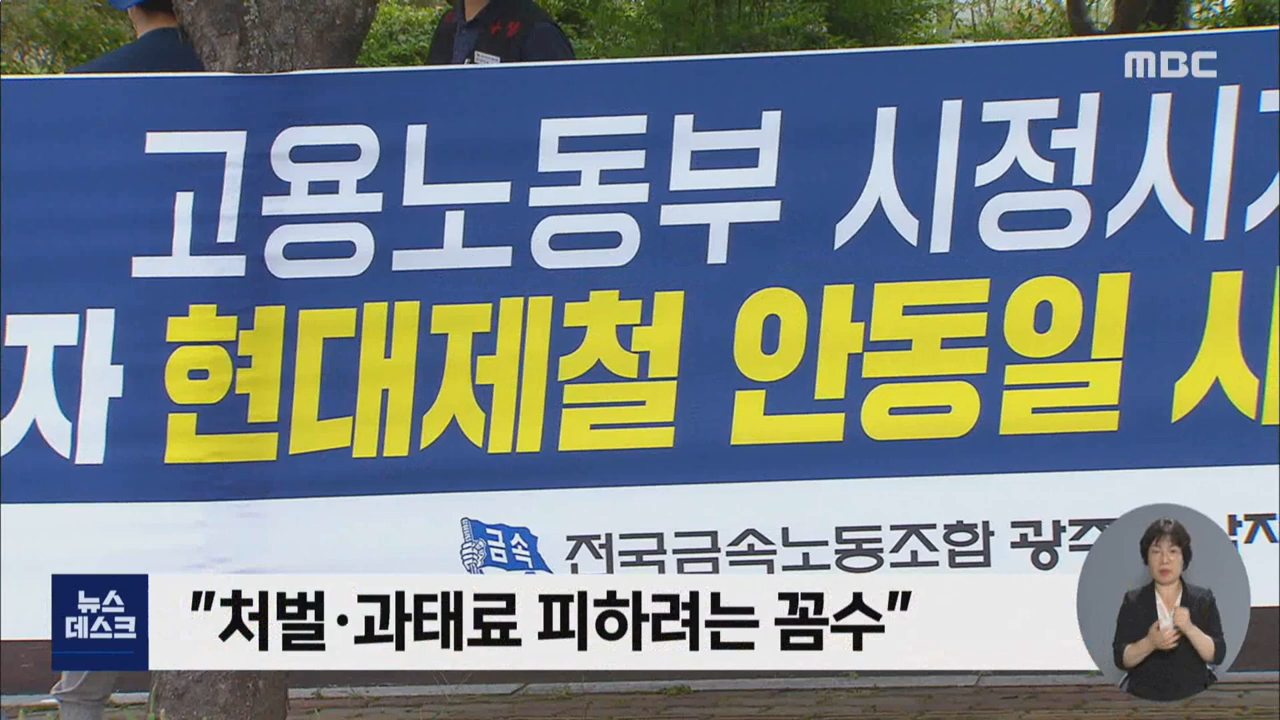 MBC
고용노동부 시정시
자 현대제철 안동일 사
금속
전국금속노동조합 광주
뉴스
데스크
"처벌·과태료 피하려는 꼼수"